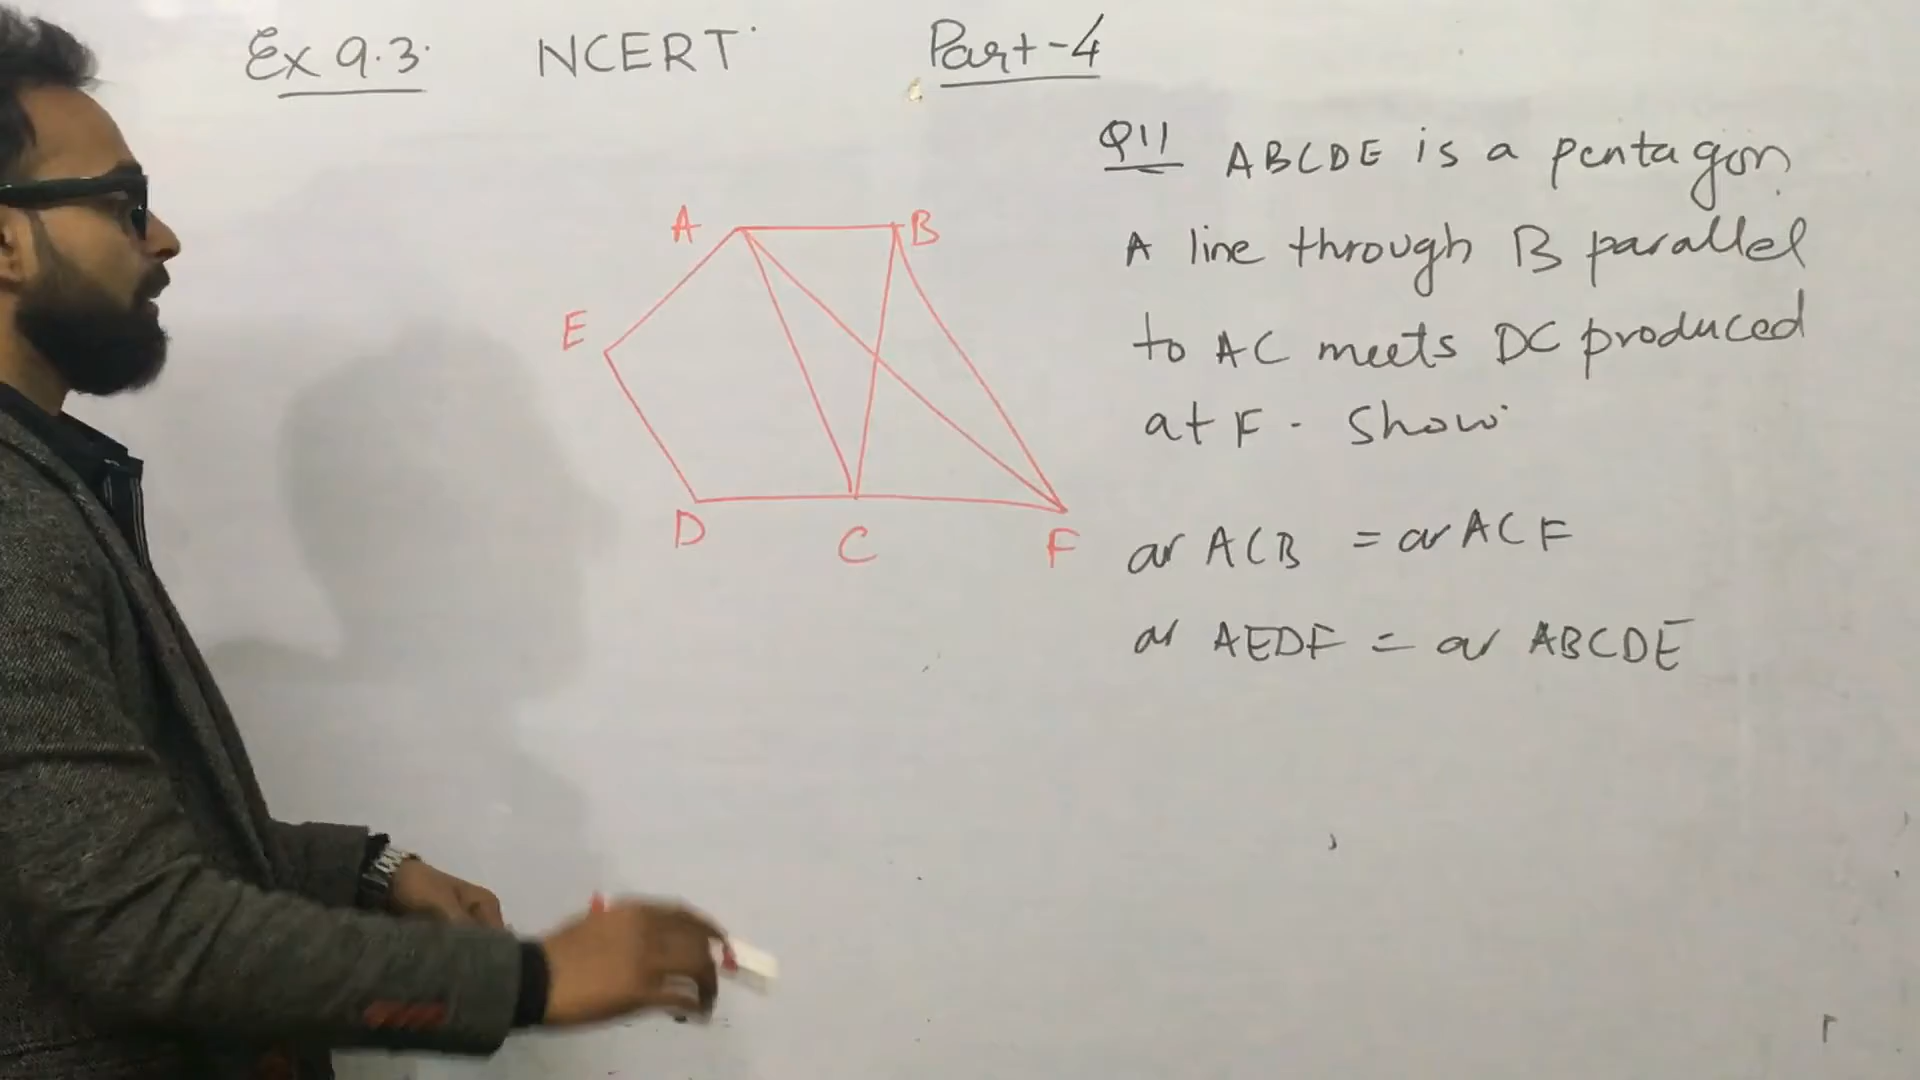 Ex 9.3. NCERT Part-4
Q11 ABCDE is a pentagon.
A line through B parallel
to AC meets DC produced
at F. Show
ar ACB = ar ACF
ar AEDF = ar ABCDE
A B
E
D C F